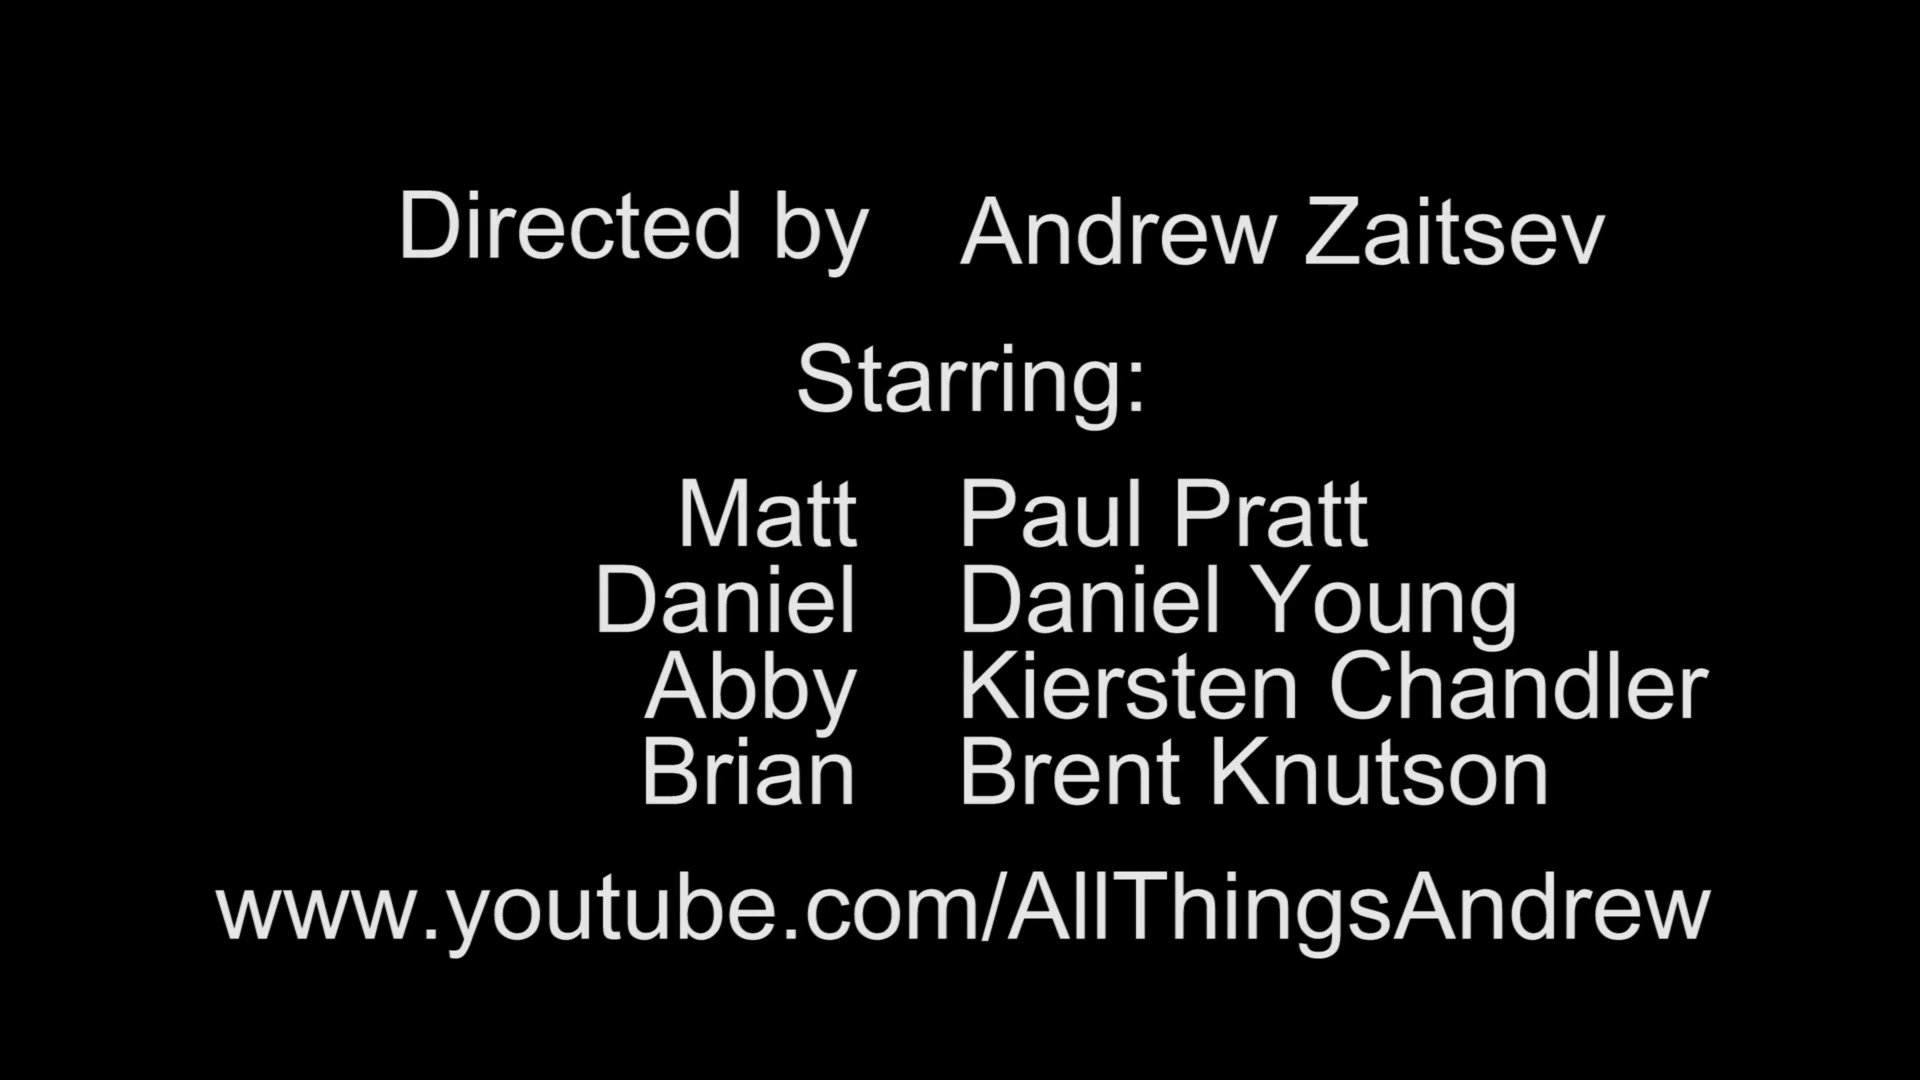 Directed by Andrew Zaitsev
Starring:
Matt Paul Pratt
Daniel Daniel Young
Abby Kiersten Chandler
Brian Brent Knutson
www.youtube.com/AllThingsAndrew